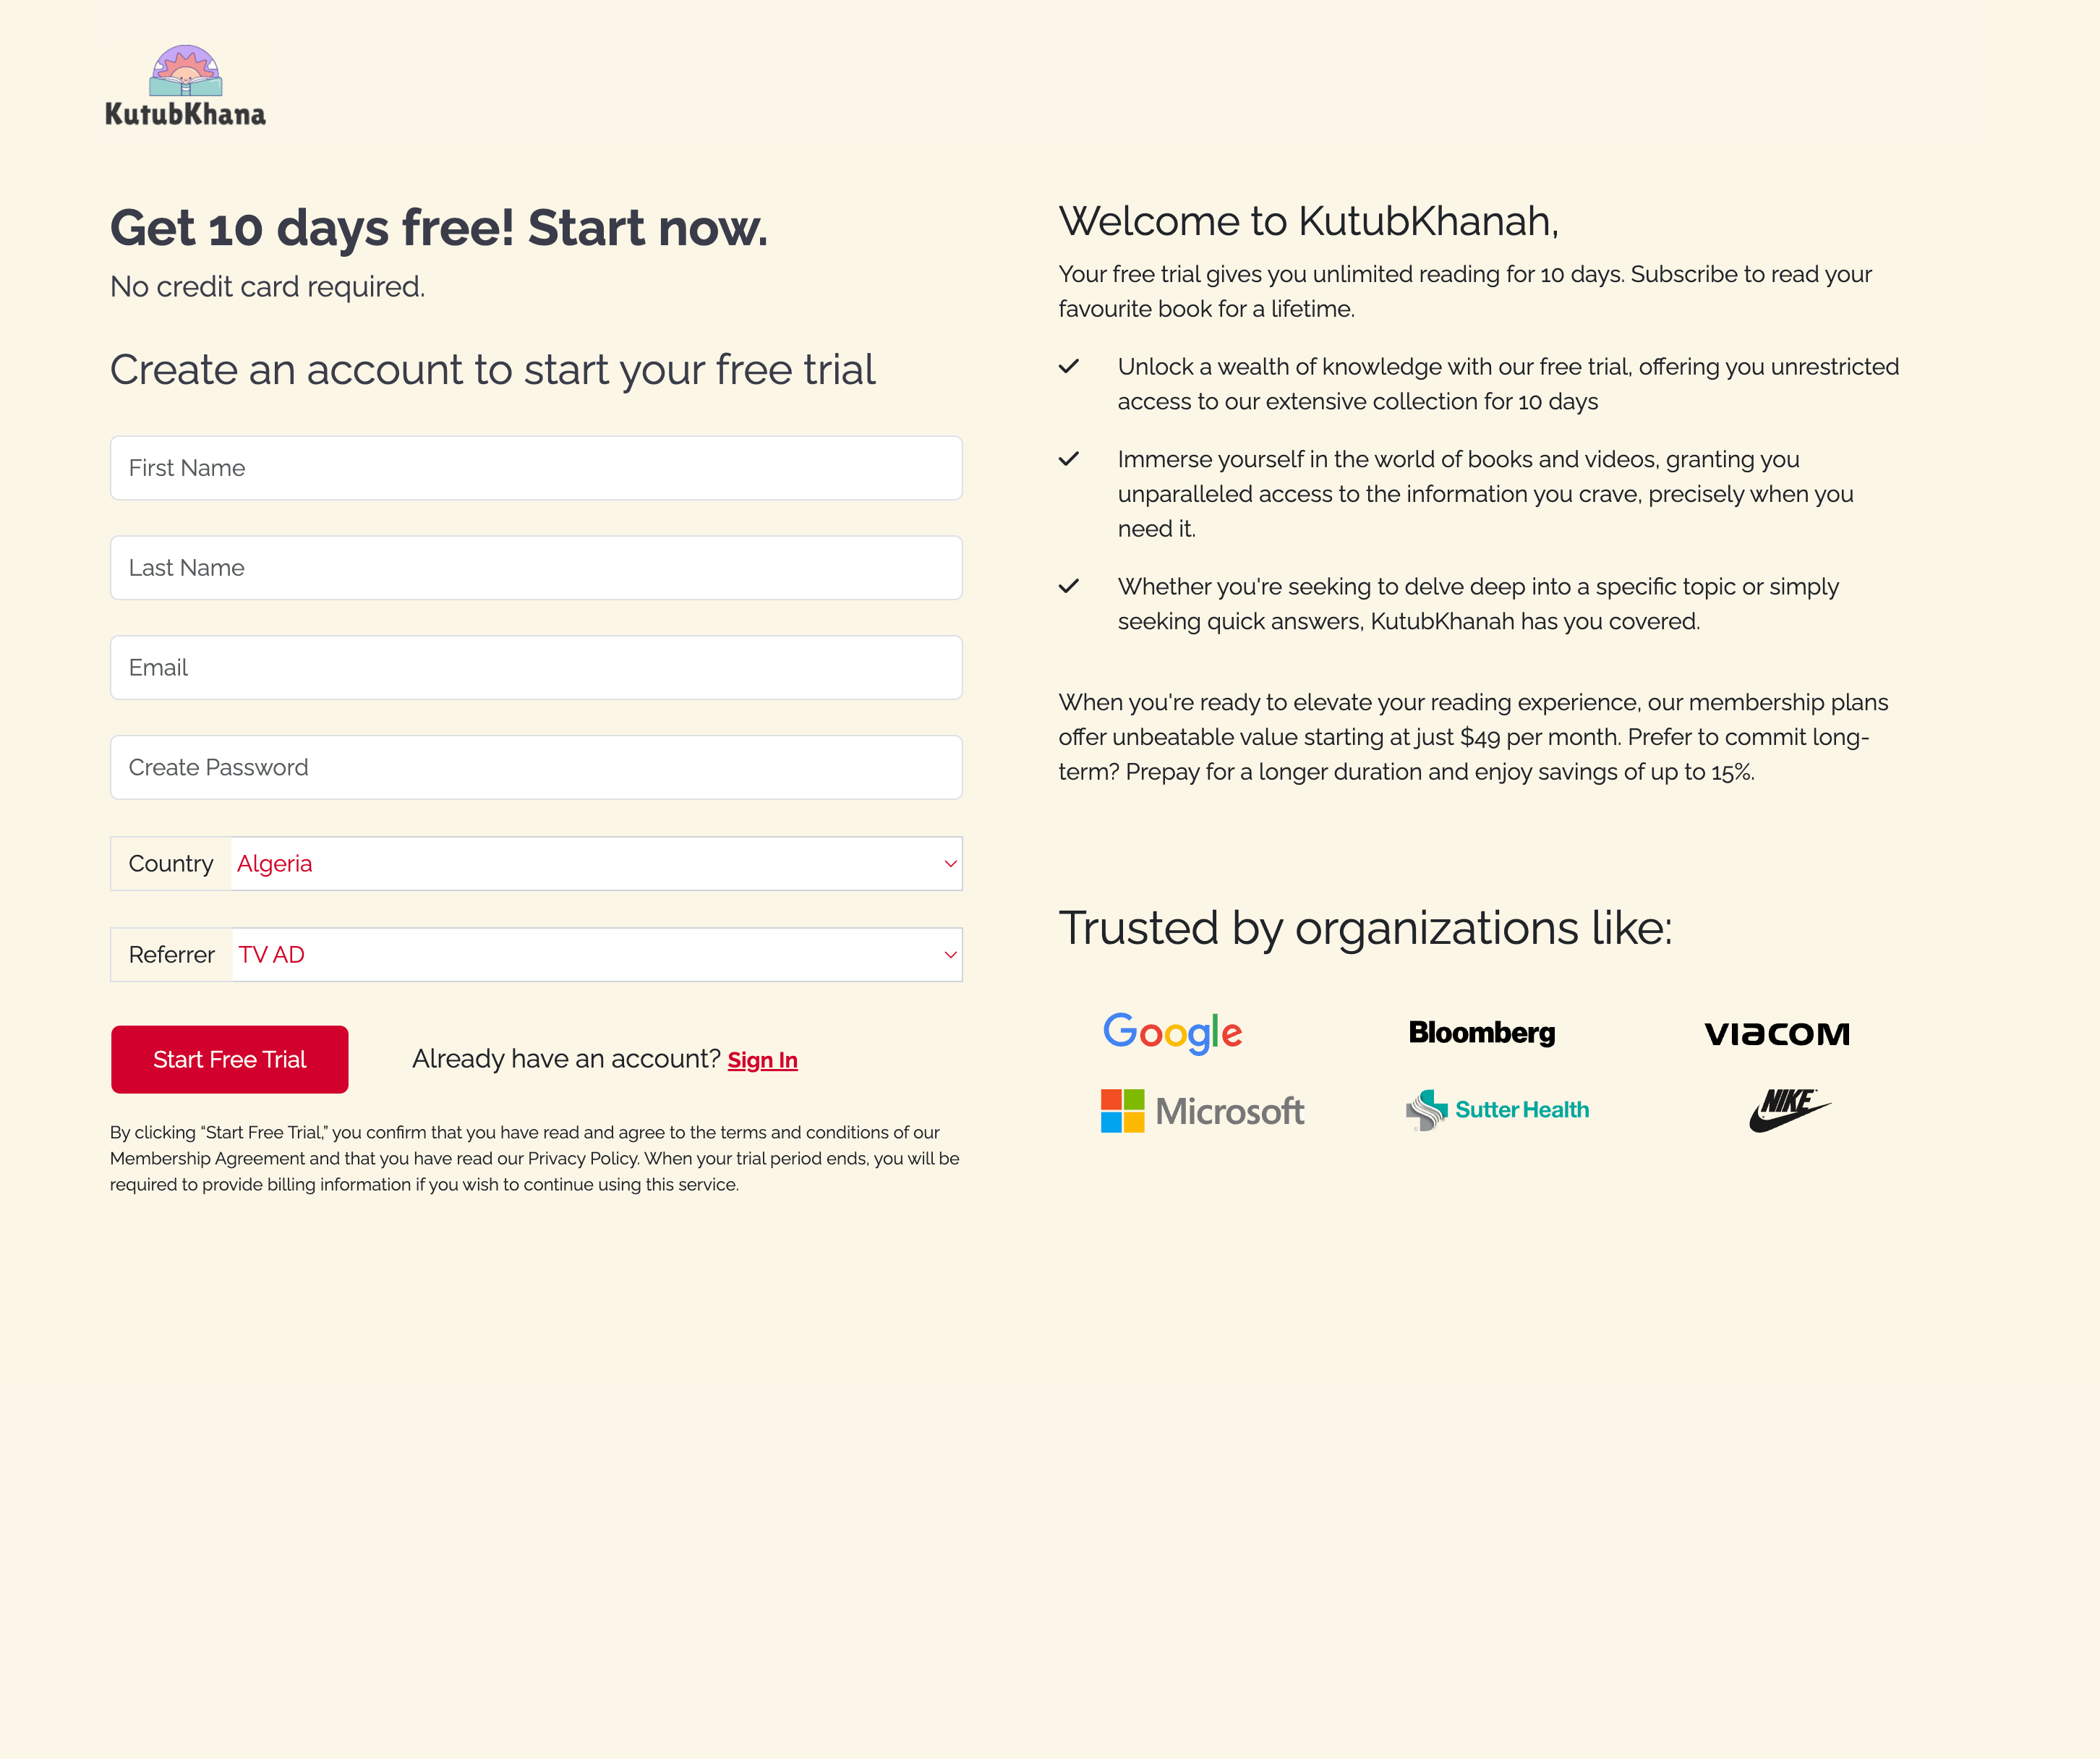 KutubKhana
Get 10 days free! Start now.
No credit card required.
Create an account to start your free trial
First Name
Last Name
Email
Create Password
Country Algeria
Referrer TV AD
Start Free Trial Already have an account? Sign In
By clicking “Start Free Trial,” you confirm that you have read and agree to the terms and conditions of our
Membership Agreement and that you have read our Privacy Policy. When your trial period ends, you will be
required to provide billing information if you wish to continue using this service.
Welcome to KutubKhanah,
Your free trial gives you unlimited reading for 10 days. Subscribe to read your
favourite book for a lifetime.
Unlock a wealth of knowledge with our free trial, offering you unrestricted
access to our extensive collection for 10 days
Immerse yourself in the world of books and videos, granting you
unparalleled access to the information you crave, precisely when you
need it.
Whether you're seeking to delve deep into a specific topic or simply
seeking quick answers, KutubKhanah has you covered.
When you're ready to elevate your reading experience, our membership plans
offer unbeatable value starting at just $49 per month. Prefer to commit long-
term? Prepay for a longer duration and enjoy savings of up to 15%.
Trusted by organizations like:
Google Bloomberg VIACOM
Microsoft Sutter Health NIKE